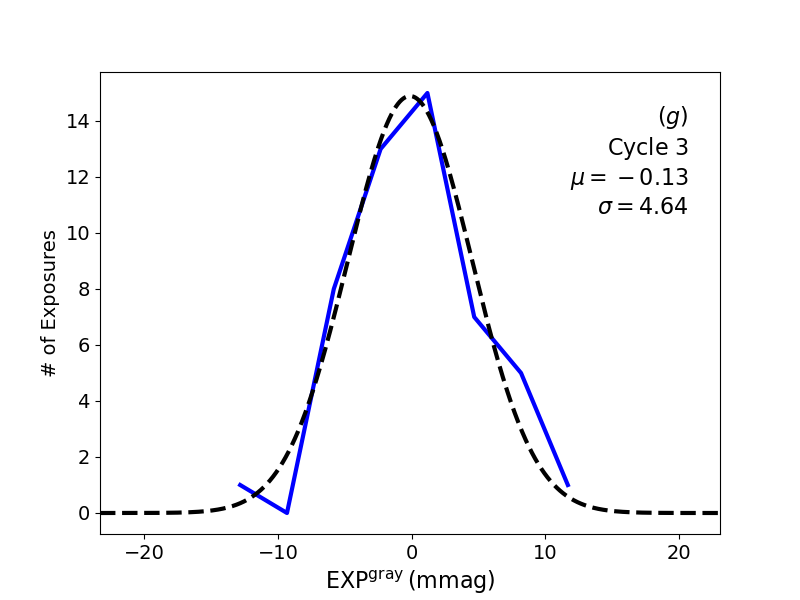 (g)
Cycle 3
μ = −0.13
σ = 4.64
# of Exposures
14
12
10
8
6
4
2
0
−20 −10 0 10 20
EXP^gray (mmag)